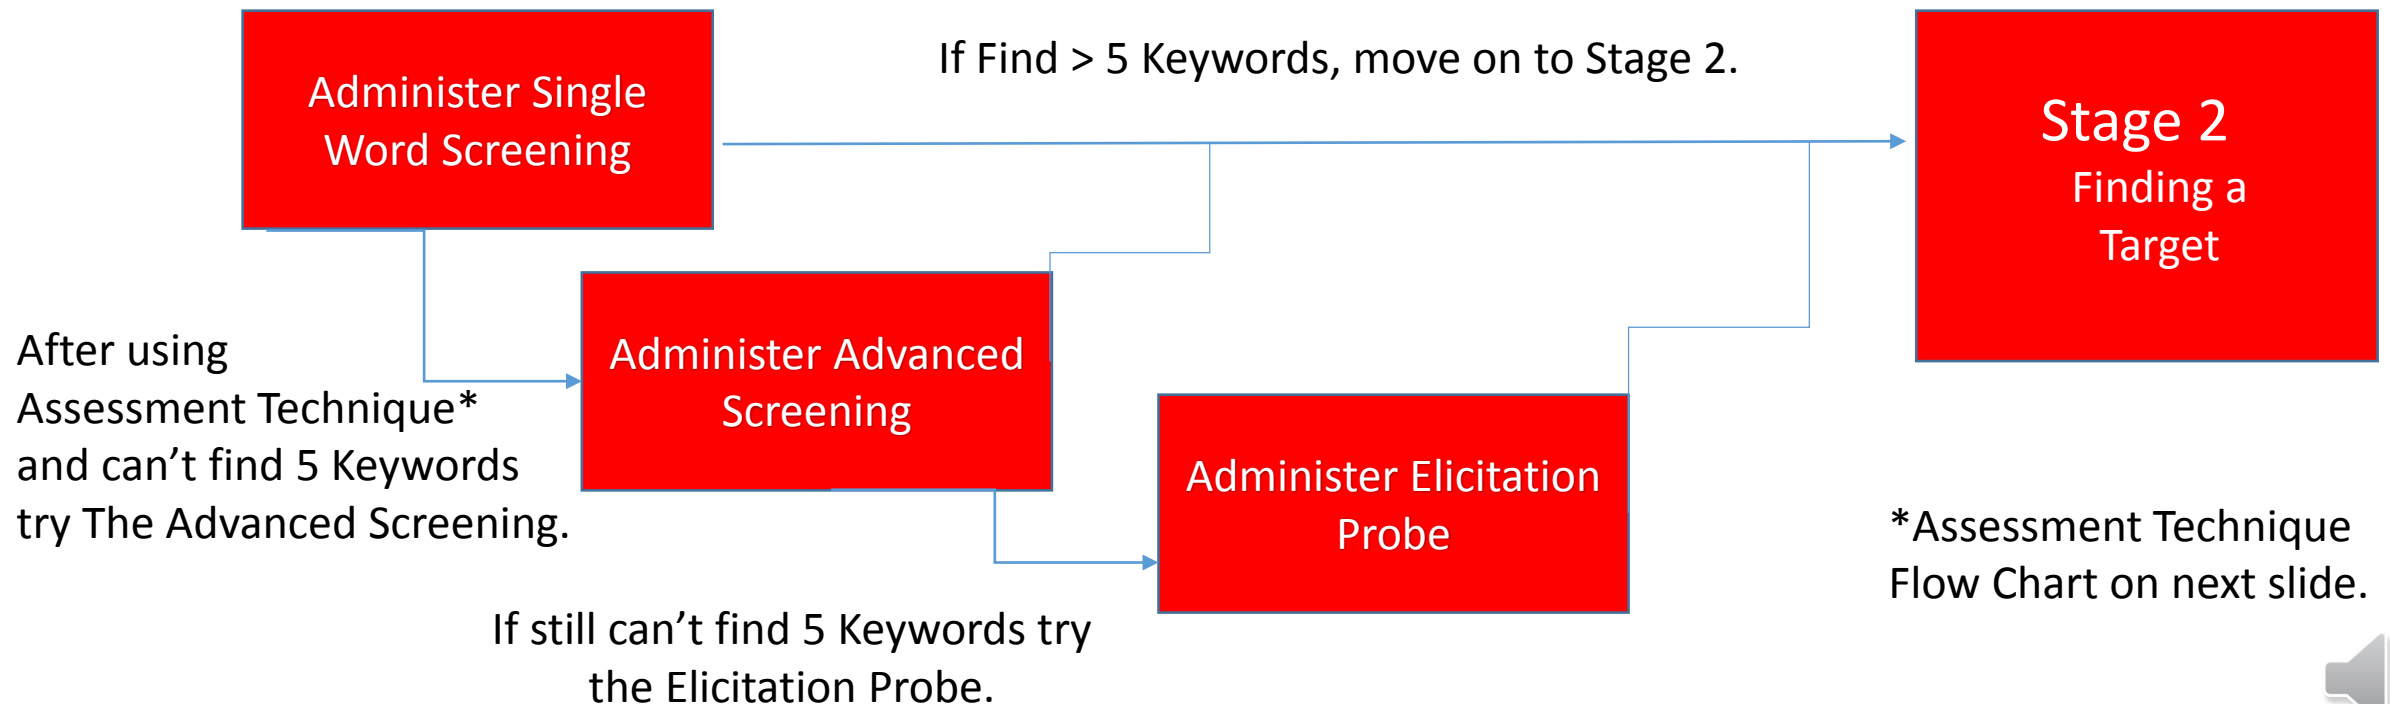 Administer Single
Word Screening
If Find > 5 Keywords, move on to Stage 2.
Stage 2
Finding a
Target
After using
Assessment Technique*
and can’t find 5 Keywords
try The Advanced Screening.
Administer Advanced
Screening
Administer Elicitation
Probe
If still can’t find 5 Keywords try
the Elicitation Probe.
*Assessment Technique
Flow Chart on next slide.